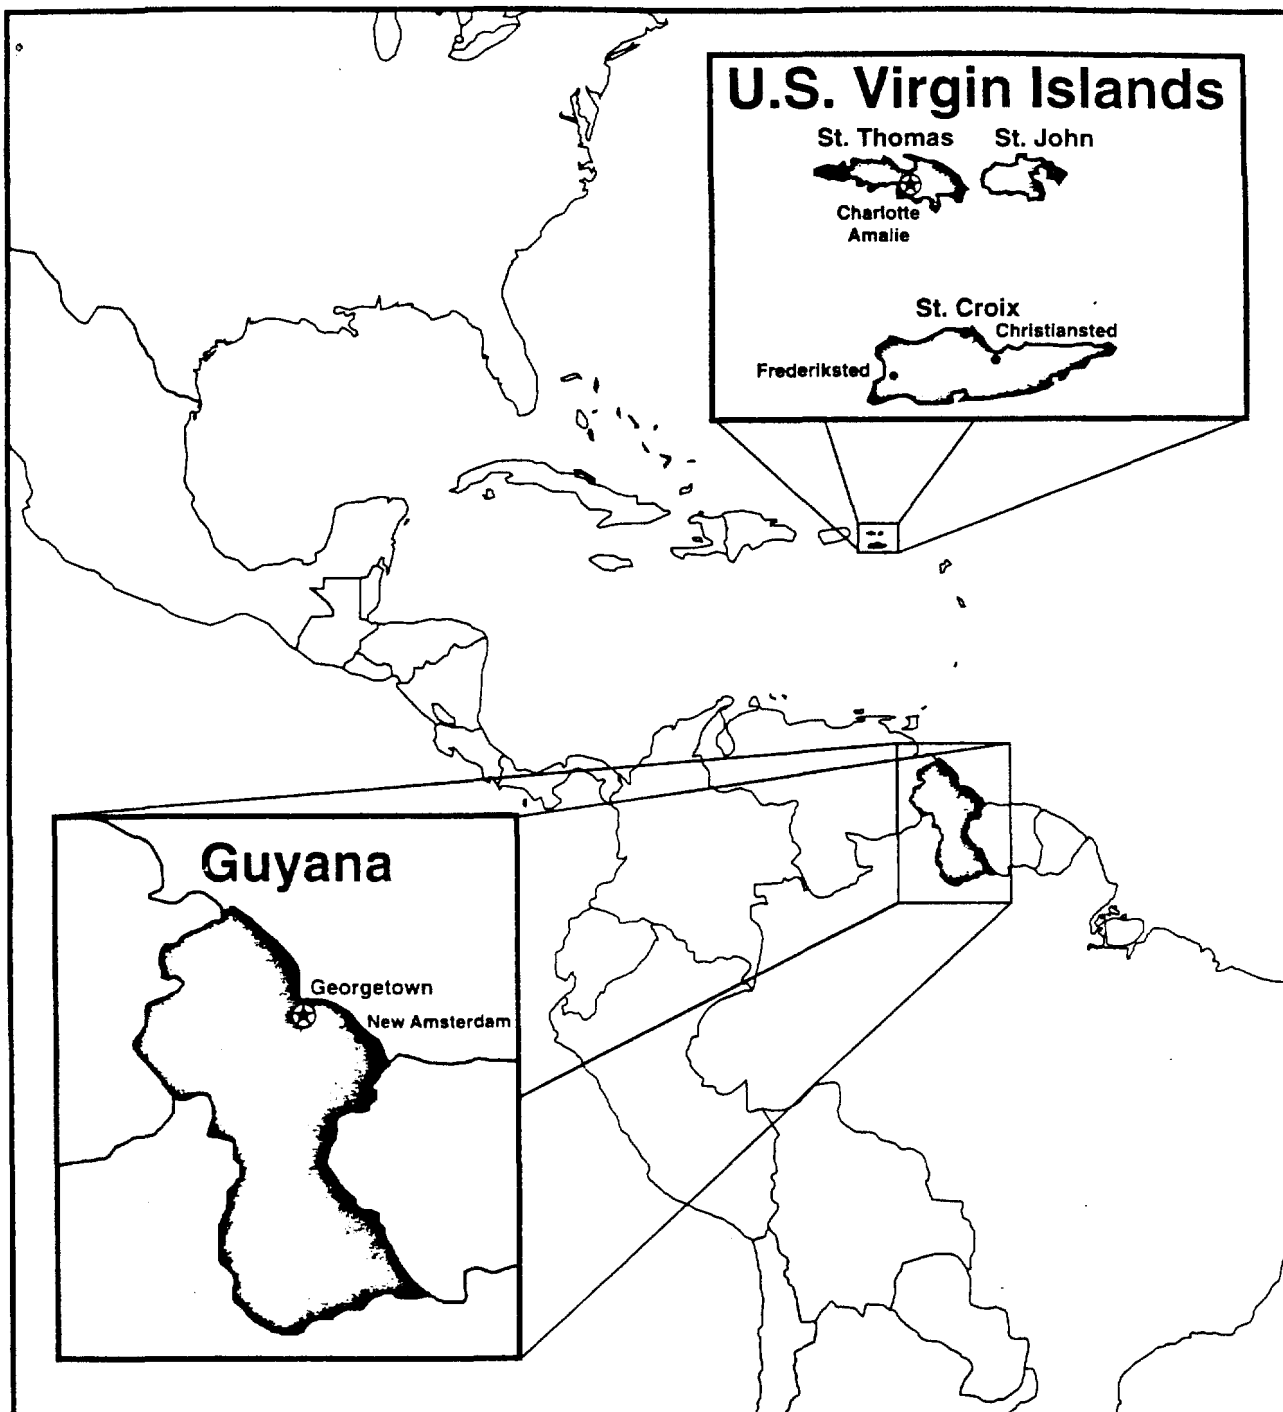 U.S. Virgin Islands
St. Thomas St. John
Charlotte
Amalie
St. Croix
Christiansted
Frederiksted
Guyana
Georgetown
New Amsterdam